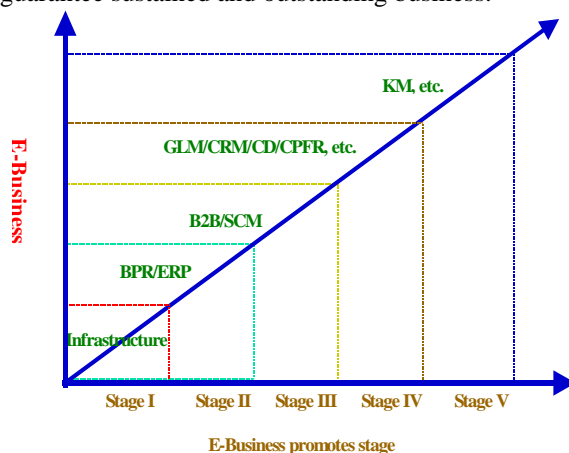 guarantee sustained and outstanding business.
KM, etc.
GLM/CRM/CD/CPFR, etc.
E-Business
B2B/SCM
BPR/ERP
Infrastructure
Stage I Stage II Stage III Stage IV Stage V
E-Business promotes stage